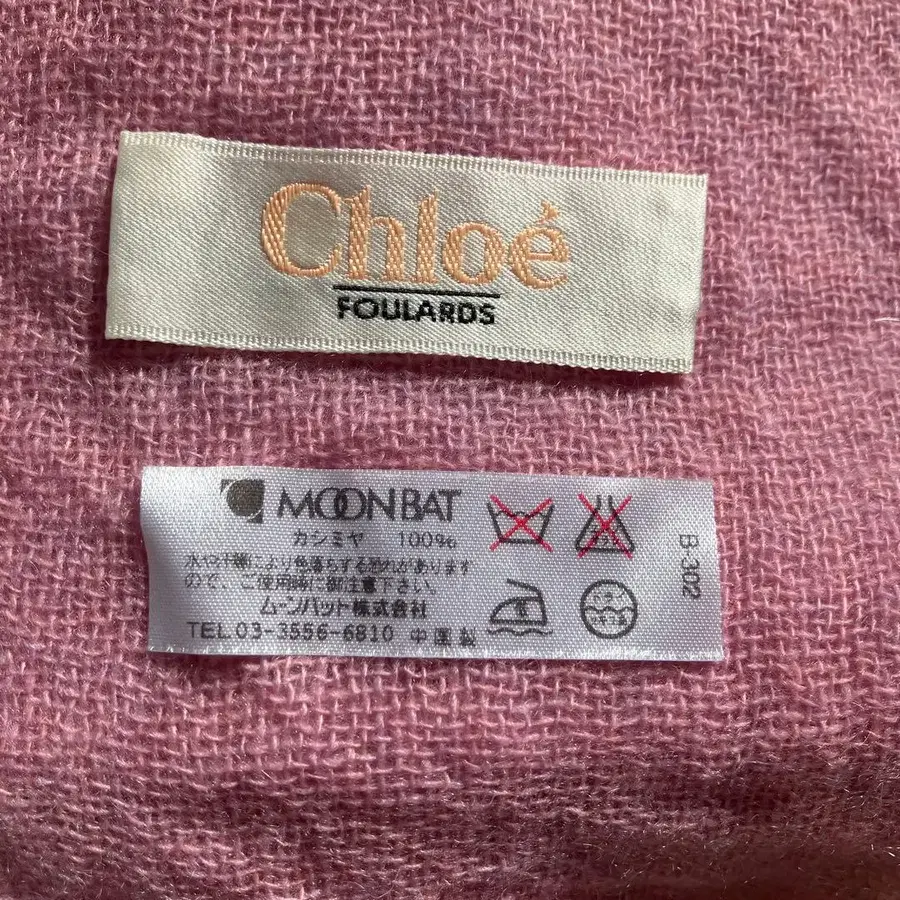 Chloé
FOULARDS
MOONBAT
カシミヤ 100%
水や汗等により色落ちする恐れがあります
ので、ご使用時に御注意下さい。
ムーンバット株式会社
TEL 03-3556-6810 中国製
B-302